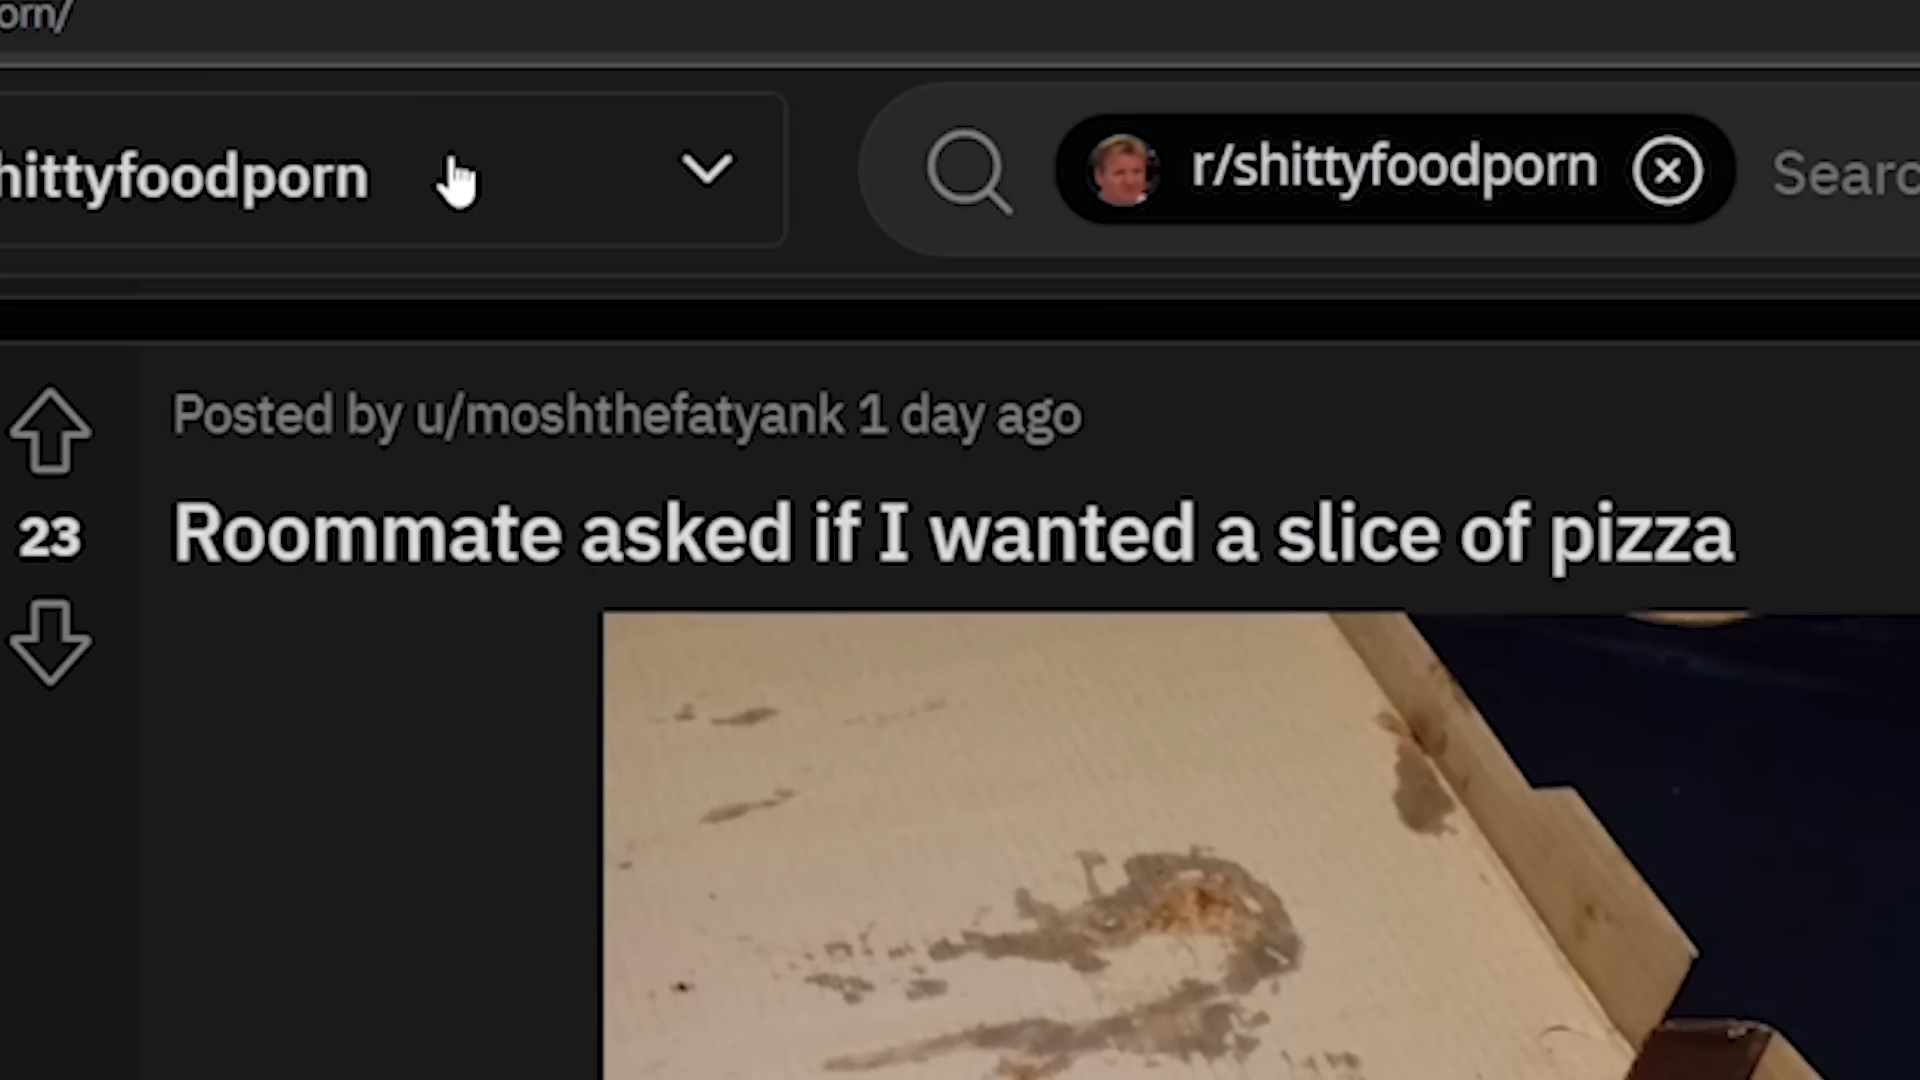 orn/
hittyfoodporn
r/shittyfoodporn
Searc
Posted by u/moshthefatyank 1 day ago
Roommate asked if I wanted a slice of pizza
23